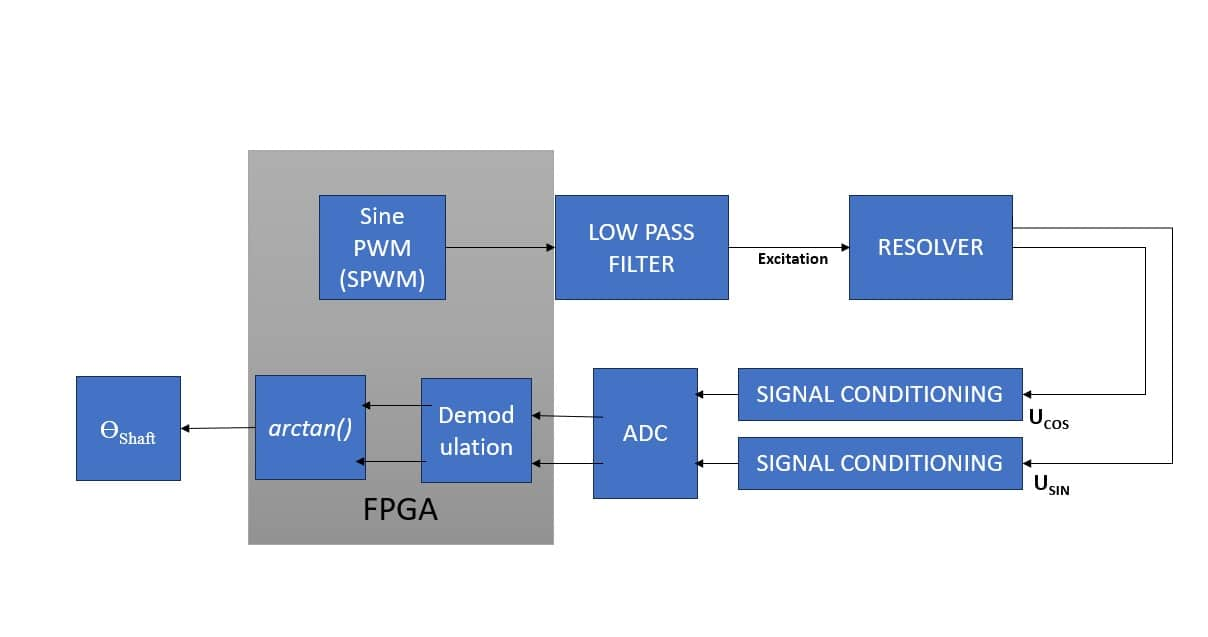 Sine
PWM
(SPWM)
LOW PASS
FILTER
Excitation
RESOLVER
ϴShaft
arctan()
Demod
ulation
ADC
SIGNAL CONDITIONING
UCOS
SIGNAL CONDITIONING
USIN
FPGA